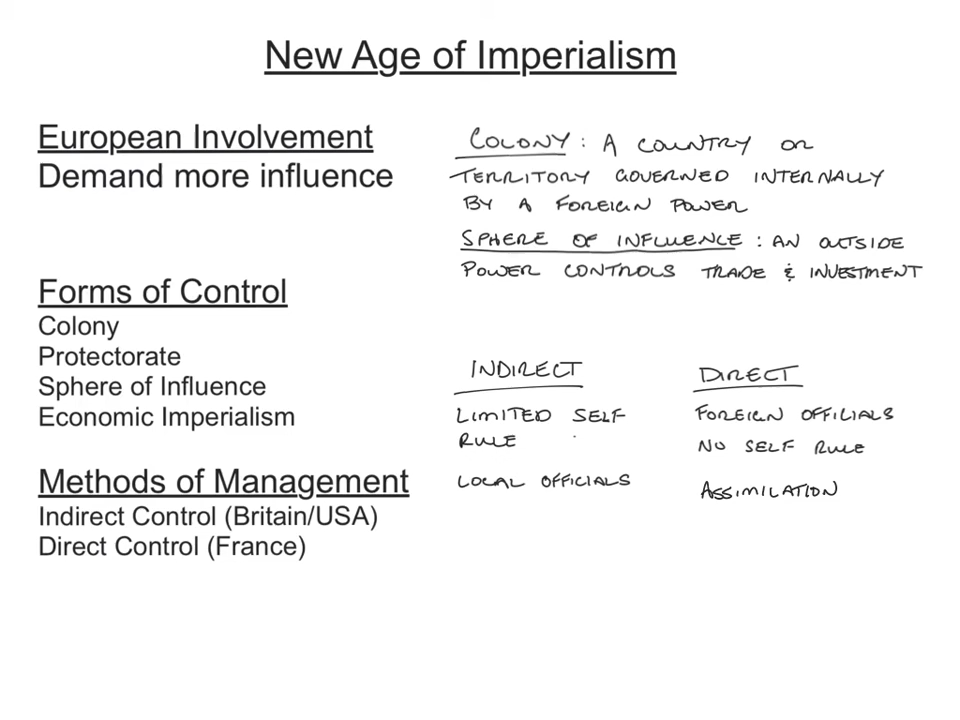 New Age of Imperialism
European Involvement
Demand more influence
COLONY : A COUNTRY OR
TERRITORY GOVERNED INTERNALLY
BY A FOREIGN POWER
SPHERE OF INFLUENCE : AN OUTSIDE
POWER CONTROLS TRADE & INVESTMENT
Forms of Control
Colony
Protectorate
Sphere of Influence
Economic Imperialism
Methods of Management
Indirect Control (Britain/USA)
Direct Control (France)
INDIRECT
LIMITED SELF
RULE
LOCAL OFFICIALS
DIRECT
FOREIGN OFFICIALS
NO SELF RULE
ASSIMILATION